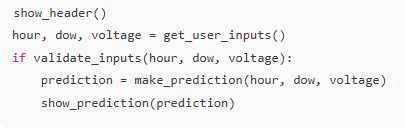 show_header()
hour, dow, voltage = get_user_inputs()
if validate_inputs(hour, dow, voltage):
    prediction = make_prediction(hour, dow, voltage)
    show_prediction(prediction)